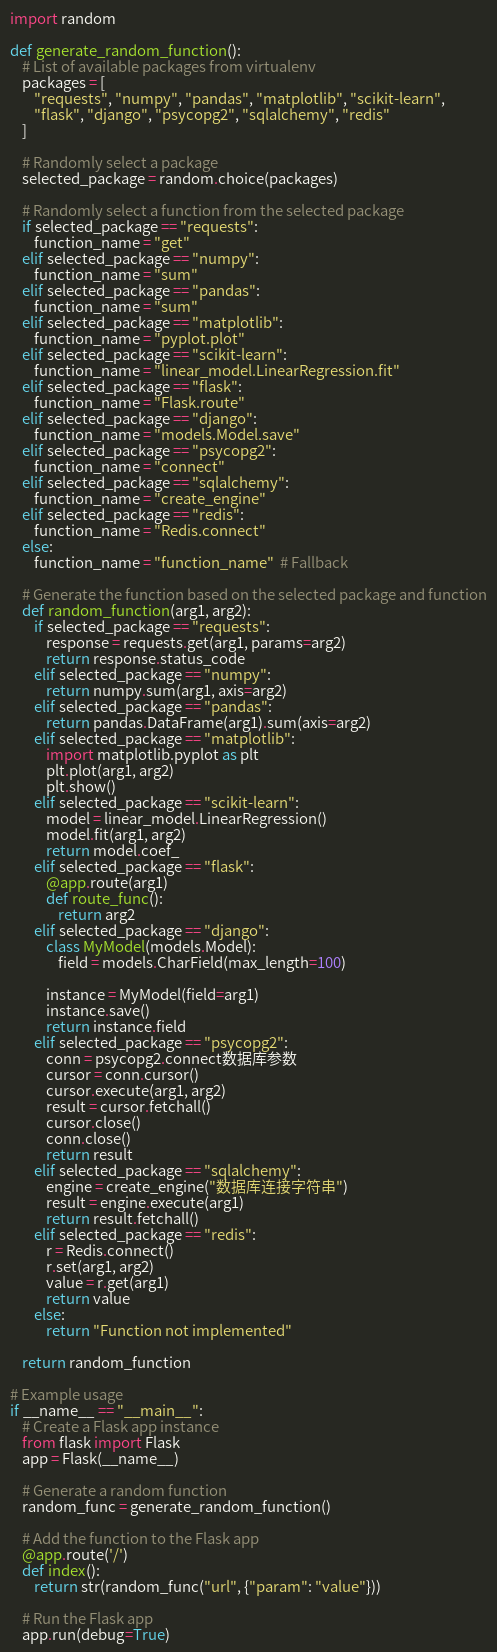 import random

def generate_random_function():
    # List of available packages from virtualenv
    packages = [
        "requests", "numpy", "pandas", "matplotlib", "scikit-learn",
        "flask", "django", "psycopg2", "sqlalchemy", "redis"
    ]

    # Randomly select a package
    selected_package = random.choice(packages)

    # Randomly select a function from the selected package
    if selected_package == "requests":
        function_name = "get"
    elif selected_package == "numpy":
        function_name = "sum"
    elif selected_package == "pandas":
        function_name = "sum"
    elif selected_package == "matplotlib":
        function_name = "pyplot.plot"
    elif selected_package == "scikit-learn":
        function_name = "linear_model.LinearRegression.fit"
    elif selected_package == "flask":
        function_name = "Flask.route"
    elif selected_package == "django":
        function_name = "models.Model.save"
    elif selected_package == "psycopg2":
        function_name = "connect"
    elif selected_package == "sqlalchemy":
        function_name = "create_engine"
    elif selected_package == "redis":
        function_name = "Redis.connect"
    else:
        function_name = "function_name"  # Fallback

    # Generate the function based on the selected package and function
    def random_function(arg1, arg2):
        if selected_package == "requests":
            response = requests.get(arg1, params=arg2)
            return response.status_code
        elif selected_package == "numpy":
            return numpy.sum(arg1, axis=arg2)
        elif selected_package == "pandas":
            return pandas.DataFrame(arg1).sum(axis=arg2)
        elif selected_package == "matplotlib":
            import matplotlib.pyplot as plt
            plt.plot(arg1, arg2)
            plt.show()
        elif selected_package == "scikit-learn":
            model = linear_model.LinearRegression()
            model.fit(arg1, arg2)
            return model.coef_
        elif selected_package == "flask":
            @app.route(arg1)
            def route_func():
                return arg2
        elif selected_package == "django":
            class MyModel(models.Model):
                field = models.CharField(max_length=100)

            instance = MyModel(field=arg1)
            instance.save()
            return instance.field
        elif selected_package == "psycopg2":
            conn = psycopg2.connect数据库参数
            cursor = conn.cursor()
            cursor.execute(arg1, arg2)
            result = cursor.fetchall()
            cursor.close()
            conn.close()
            return result
        elif selected_package == "sqlalchemy":
            engine = create_engine("数据库连接字符串")
            result = engine.execute(arg1)
            return result.fetchall()
        elif selected_package == "redis":
            r = Redis.connect()
            r.set(arg1, arg2)
            value = r.get(arg1)
            return value
        else:
            return "Function not implemented"

    return random_function

# Example usage
if __name__ == "__main__":
    # Create a Flask app instance
    from flask import Flask
    app = Flask(__name__)

    # Generate a random function
    random_func = generate_random_function()

    # Add the function to the Flask app
    @app.route('/')
    def index():
        return str(random_func("url", {"param": "value"}))

    # Run the Flask app
    app.run(debug=True)